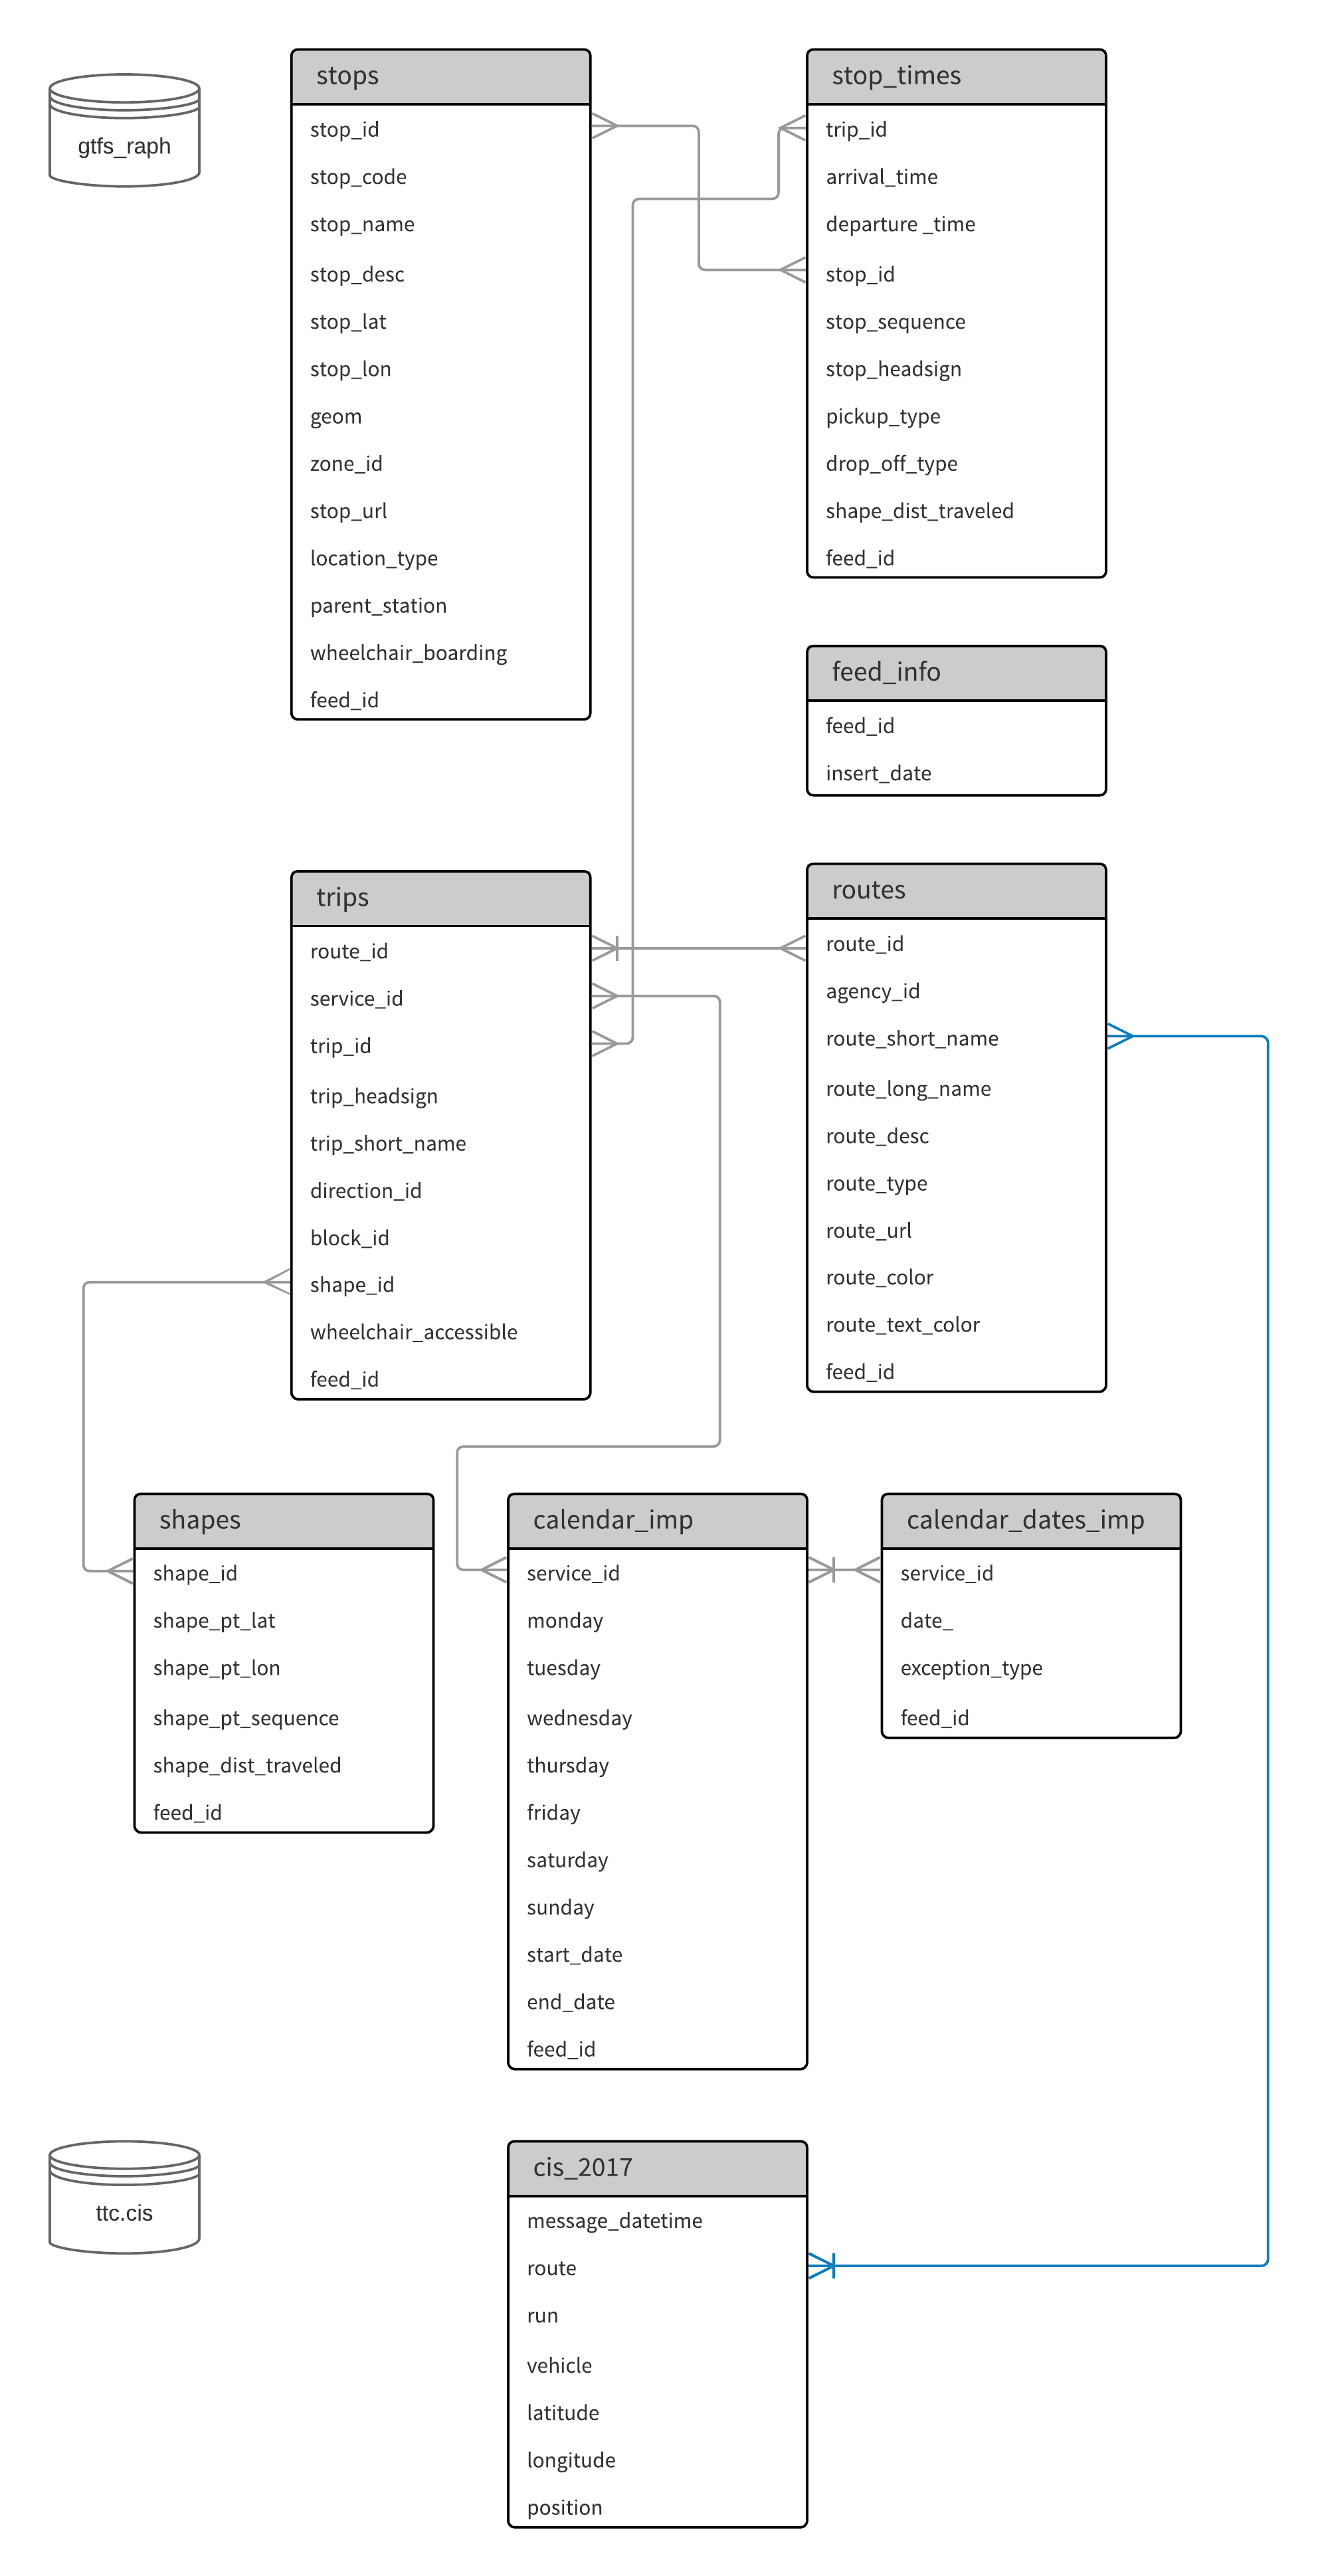 gtfs_raph
stops
stop_id
stop_code
stop_name
stop_desc
stop_lat
stop_lon
geom
zone_id
stop_url
location_type
parent_station
wheelchair_boarding
feed_id
stop_times
trip_id
arrival_time
departure _time
stop_id
stop_sequence
stop_headsign
pickup_type
drop_off_type
shape_dist_traveled
feed_id
feed_info
feed_id
insert_date
trips
route_id
service_id
trip_id
trip_headsign
trip_short_name
direction_id
block_id
shape_id
wheelchair_accessible
feed_id
routes
route_id
agency_id
route_short_name
route_long_name
route_desc
route_type
route_url
route_color
route_text_color
feed_id
shapes
shape_id
shape_pt_lat
shape_pt_lon
shape_pt_sequence
shape_dist_traveled
feed_id
calendar_imp
service_id
monday
tuesday
wednesday
thursday
friday
saturday
sunday
start_date
end_date
feed_id
calendar_dates_imp
service_id
date_
exception_type
feed_id
ttc.cis
cis_2017
message_datetime
route
run
vehicle
latitude
longitude
position